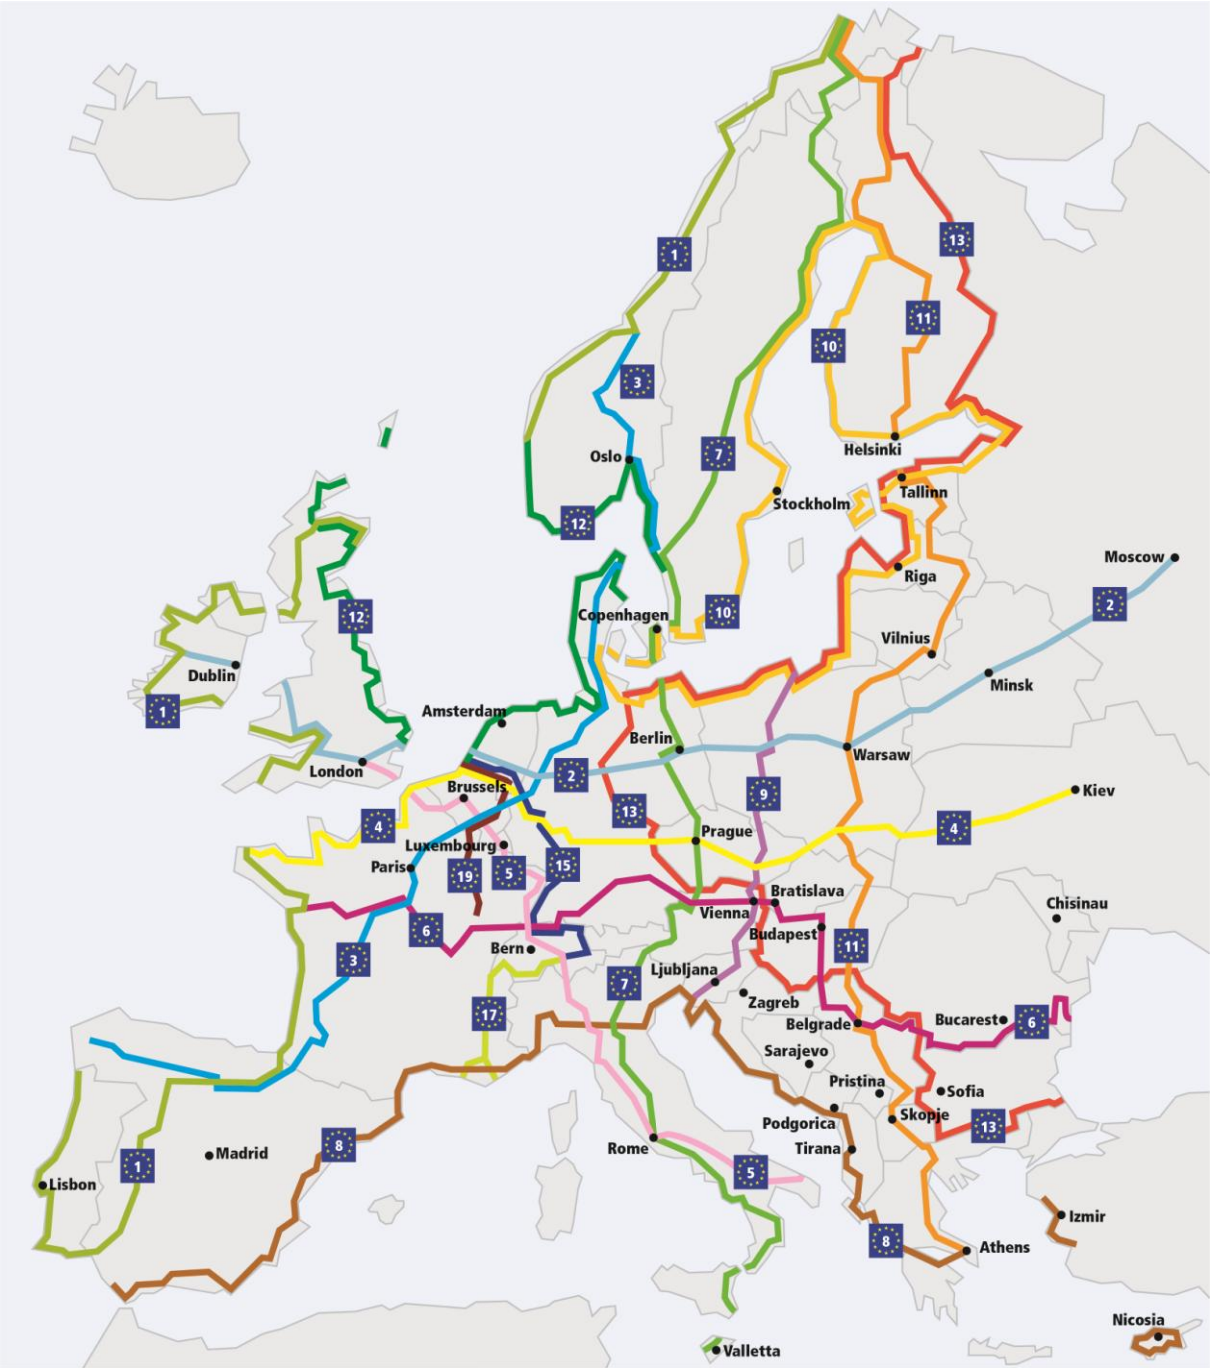 1
13
11
10
3
7
Helsinki
Oslo
Tallinn
Stockholm
12
Moscow
Riga
2
10
12
Copenhagen
Vilnius
Dublin
Minsk
1
Amsterdam
Berlin
Warsaw
London
2
Brussels
9
Kiev
13
4
4
Prague
Luxembourg
Paris
15
19
5
Bratislava
Vienna
Chisinau
6
Budapest
Bern
11
3
Ljubljana
7
Zagreb
17
Belgrade
Bucarest
6
Sarajevo
Pristina
Sofia
Skopje
Podgorica
13
8
Rome
Tirana
Madrid
1
5
Lisbon
Izmir
8
Athens
Nicosia
Valletta